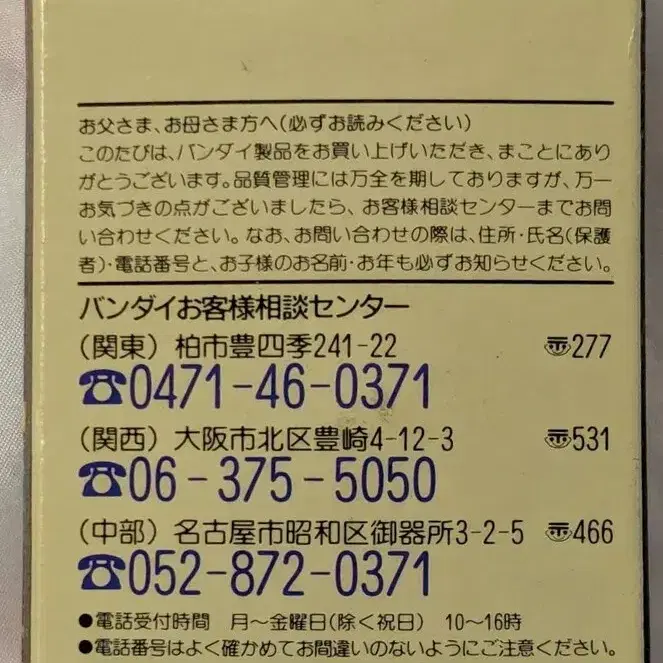 お父さま、お母さま方へ(必ずお読みください)
このたびは、バンダイ製品をお買い上げいただき、まことにあり
がとうございます。品質管理には万全を期しておりますが、万一
お気づきの点がございましたら、お客様相談センターまでお問
い合わせください。なお、お問い合わせの際は、住所・氏名(保護
者)・電話番号と、お子様のお名前・お年も必ずお知らせください。
バンダイお客様相談センター
(関東) 柏市豊四季241-22 〠277
☎0471-46-0371
(関西) 大阪市北区豊崎4-12-3 〠531
☎06-375-5050
(中部) 名古屋市昭和区御器所3-2-5 〠466
☎052-872-0371
●電話受付時間 月〜金曜日(除く祝日) 10〜16時
●電話番号はよく確かめてお間違いのないようにご注意ください。